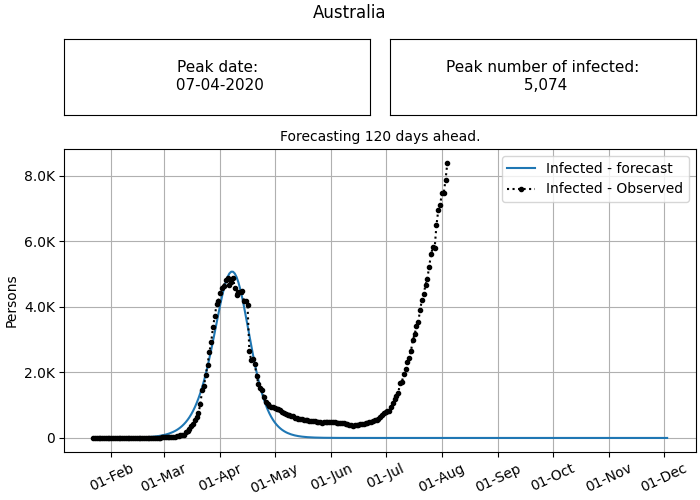 Australia
Peak date:
07-04-2020
Peak number of infected:
5,074
Forecasting 120 days ahead.
Infected - forecast
Infected - Observed
8.0K
6.0K
4.0K
2.0K
0
Persons
01-Feb
01-Mar
01-Apr
01-May
01-Jun
01-Jul
01-Aug
01-Sep
01-Oct
01-Nov
01-Dec